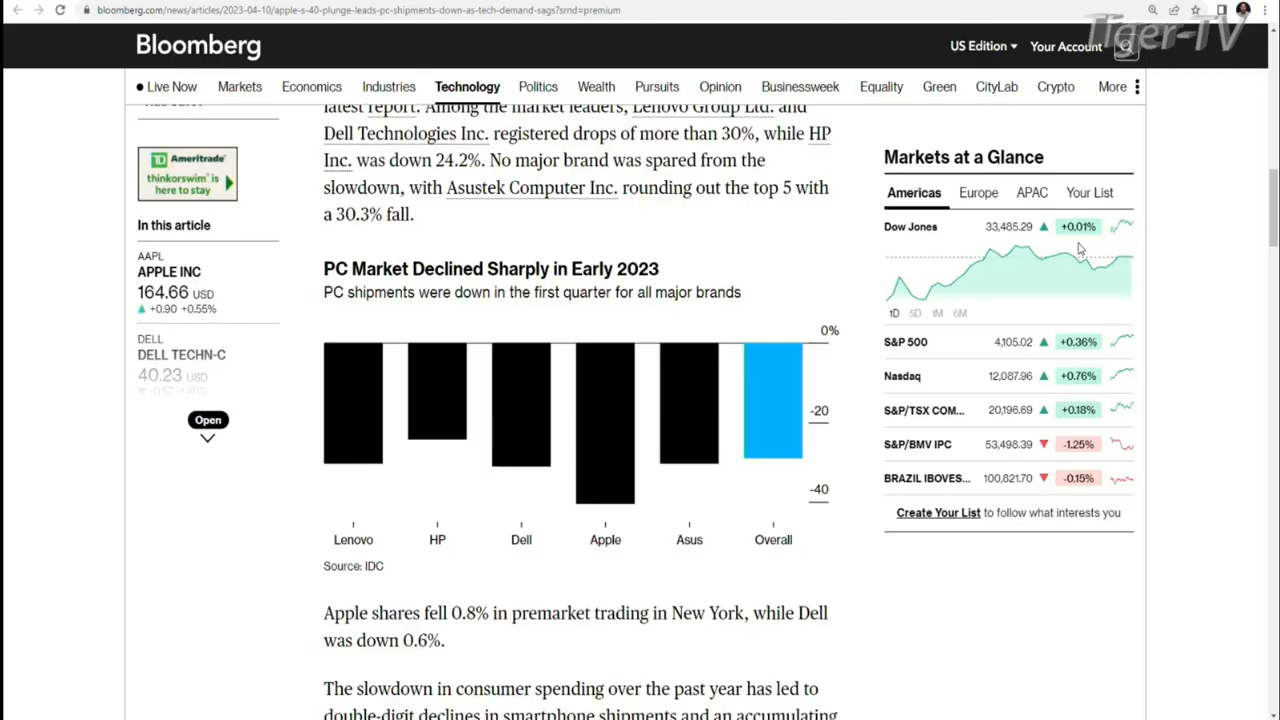 bloomberg.com/news/articles/2023-04-10/apple-s-40-plunge-leads-pc-shipments-down-as-tech-demand-sags?srnd=premium
Tiger-TV
Bloomberg
US Edition
Your Account
Live Now
Markets
Economics
Industries
Technology
Politics
Wealth
Pursuits
Opinion
Businessweek
Equality
Green
CityLab
Crypto
More
latest report. Among the market leaders, Lenovo Group Ltd. and
Dell Technologies Inc. registered drops of more than 30%, while HP
Inc. was down 24.2%. No major brand was spared from the
slowdown, with Asustek Computer Inc. rounding out the top 5 with
a 30.3% fall.
TD Ameritrade
thinkorswim® is
here to stay
In this article
AAPL
APPLE INC
164.66 USD
+0.90 +0.55%
DELL
DELL TECHN-C
40.23 USD
Open
PC Market Declined Sharply in Early 2023
PC shipments were down in the first quarter for all major brands
0%
-20
-40
Lenovo HP Dell Apple Asus Overall
Source: IDC
Apple shares fell 0.8% in premarket trading in New York, while Dell
was down 0.6%.
The slowdown in consumer spending over the past year has led to
double-digit declines in smartphone shipments and an accumulating
Markets at a Glance
Americas Europe APAC Your List
Dow Jones 33,485.29 +0.01%
1D 5D 1M 6M
S&P 500 4,105.02 +0.36%
Nasdaq 12,087.96 +0.76%
S&P/TSX COM... 20,196.69 +0.18%
S&P/BMV IPC 53,498.39 -1.25%
BRAZIL IBOVES... 100,821.70 -0.15%
Create Your List to follow what interests you